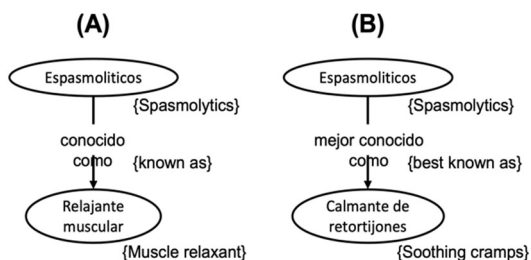 (A)
Espasmoliticos
{Spasmolytics}
conocido
como
{known as}
Relajante
muscular
{Muscle relaxant}
(B)
Espasmoliticos
{Spasmolytics}
mejor conocido
como
{best known as}
Calmante de
retortijones
{Soothing cramps}